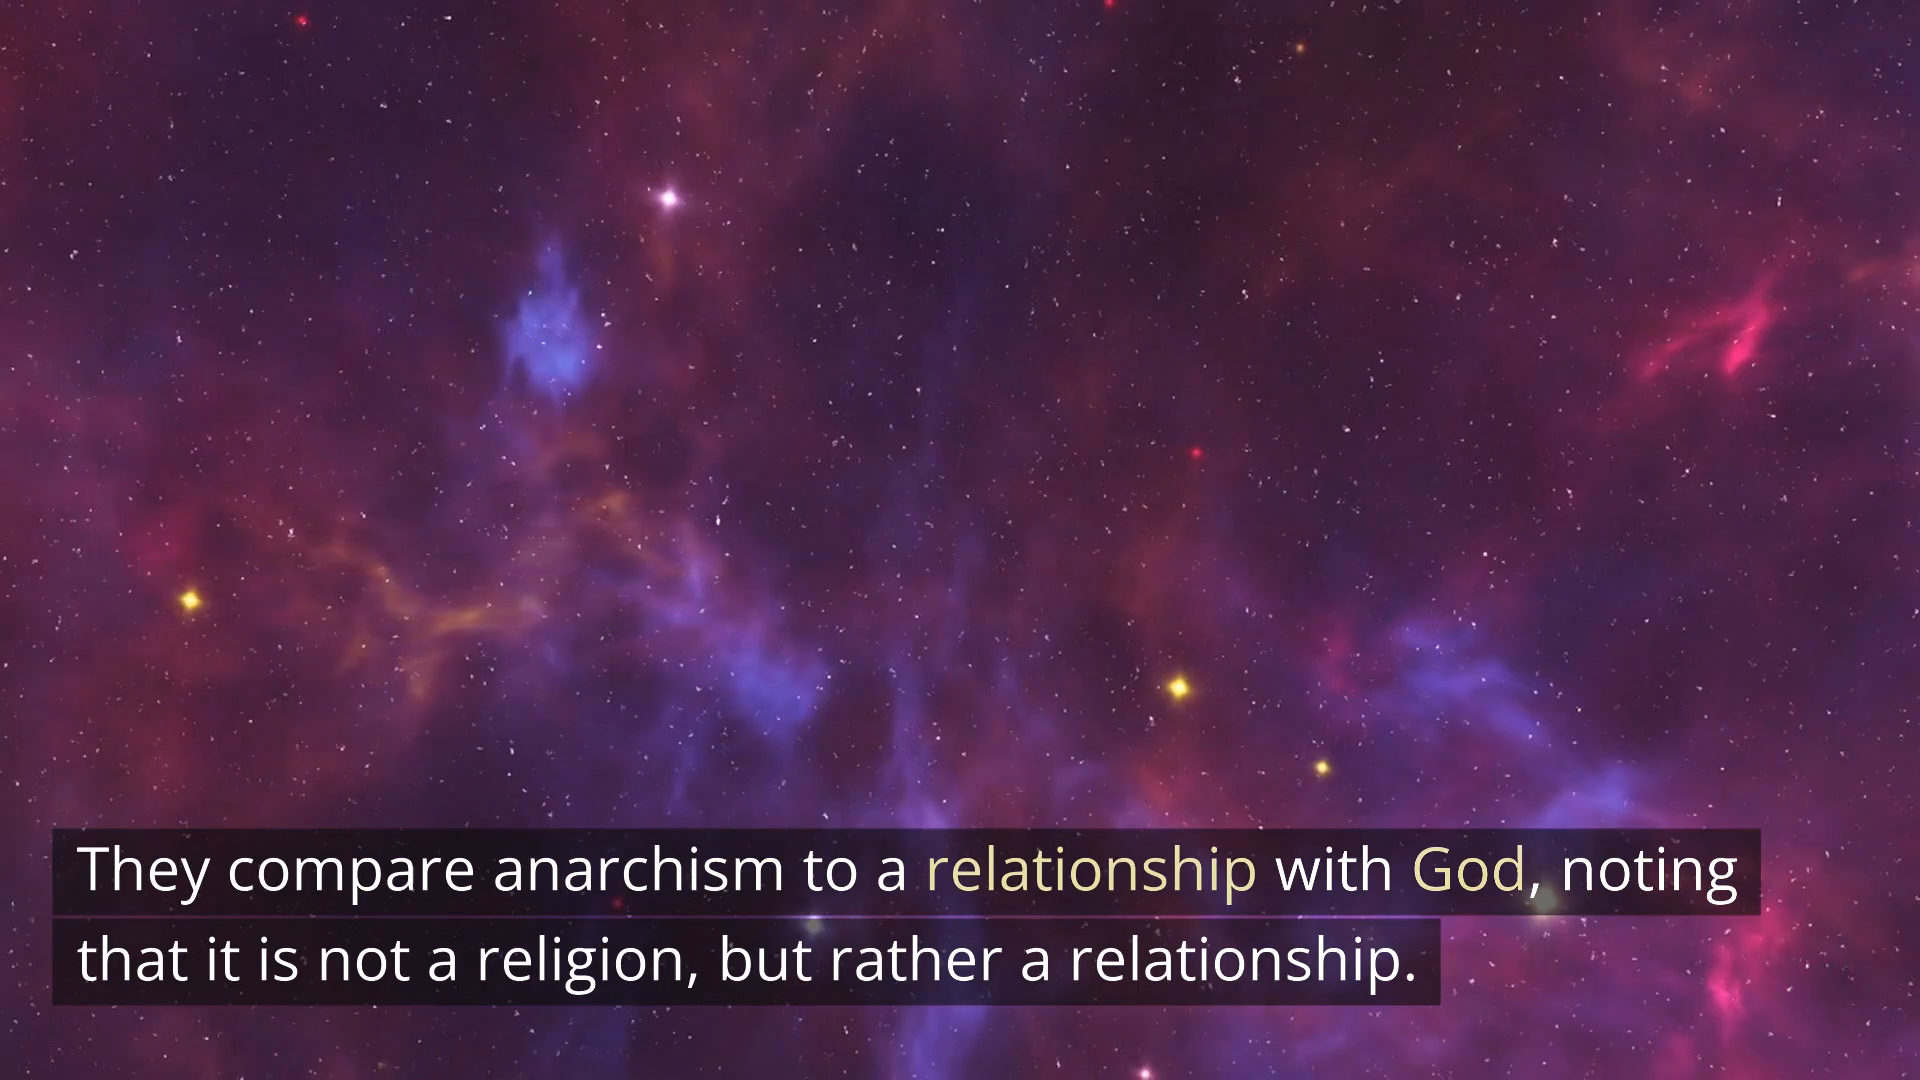 They compare anarchism to a relationship with God, noting
that it is not a religion, but rather a relationship.